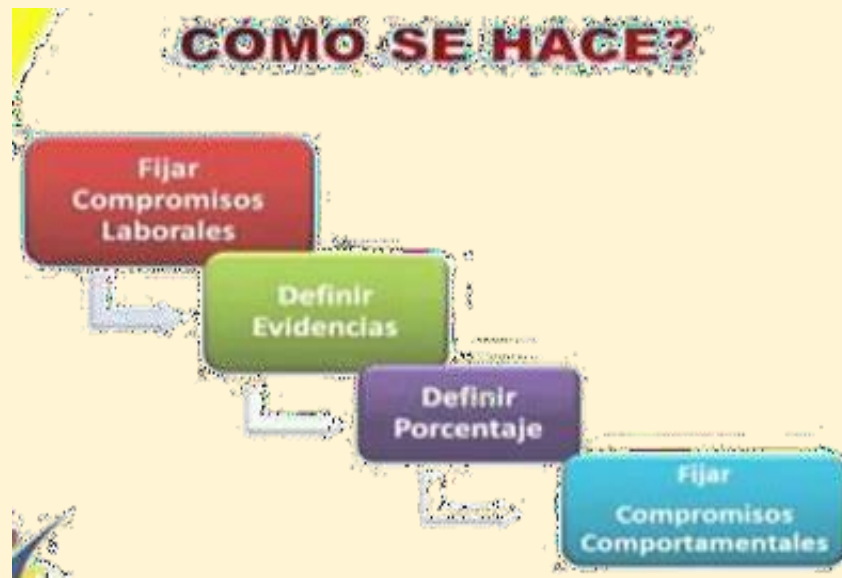 COMO SE HACE?
Fijar
Compromisos
Laborales
Definir
Evidencias
Definir
Porcentaje
Fijar
Compromisos
Comportamentales